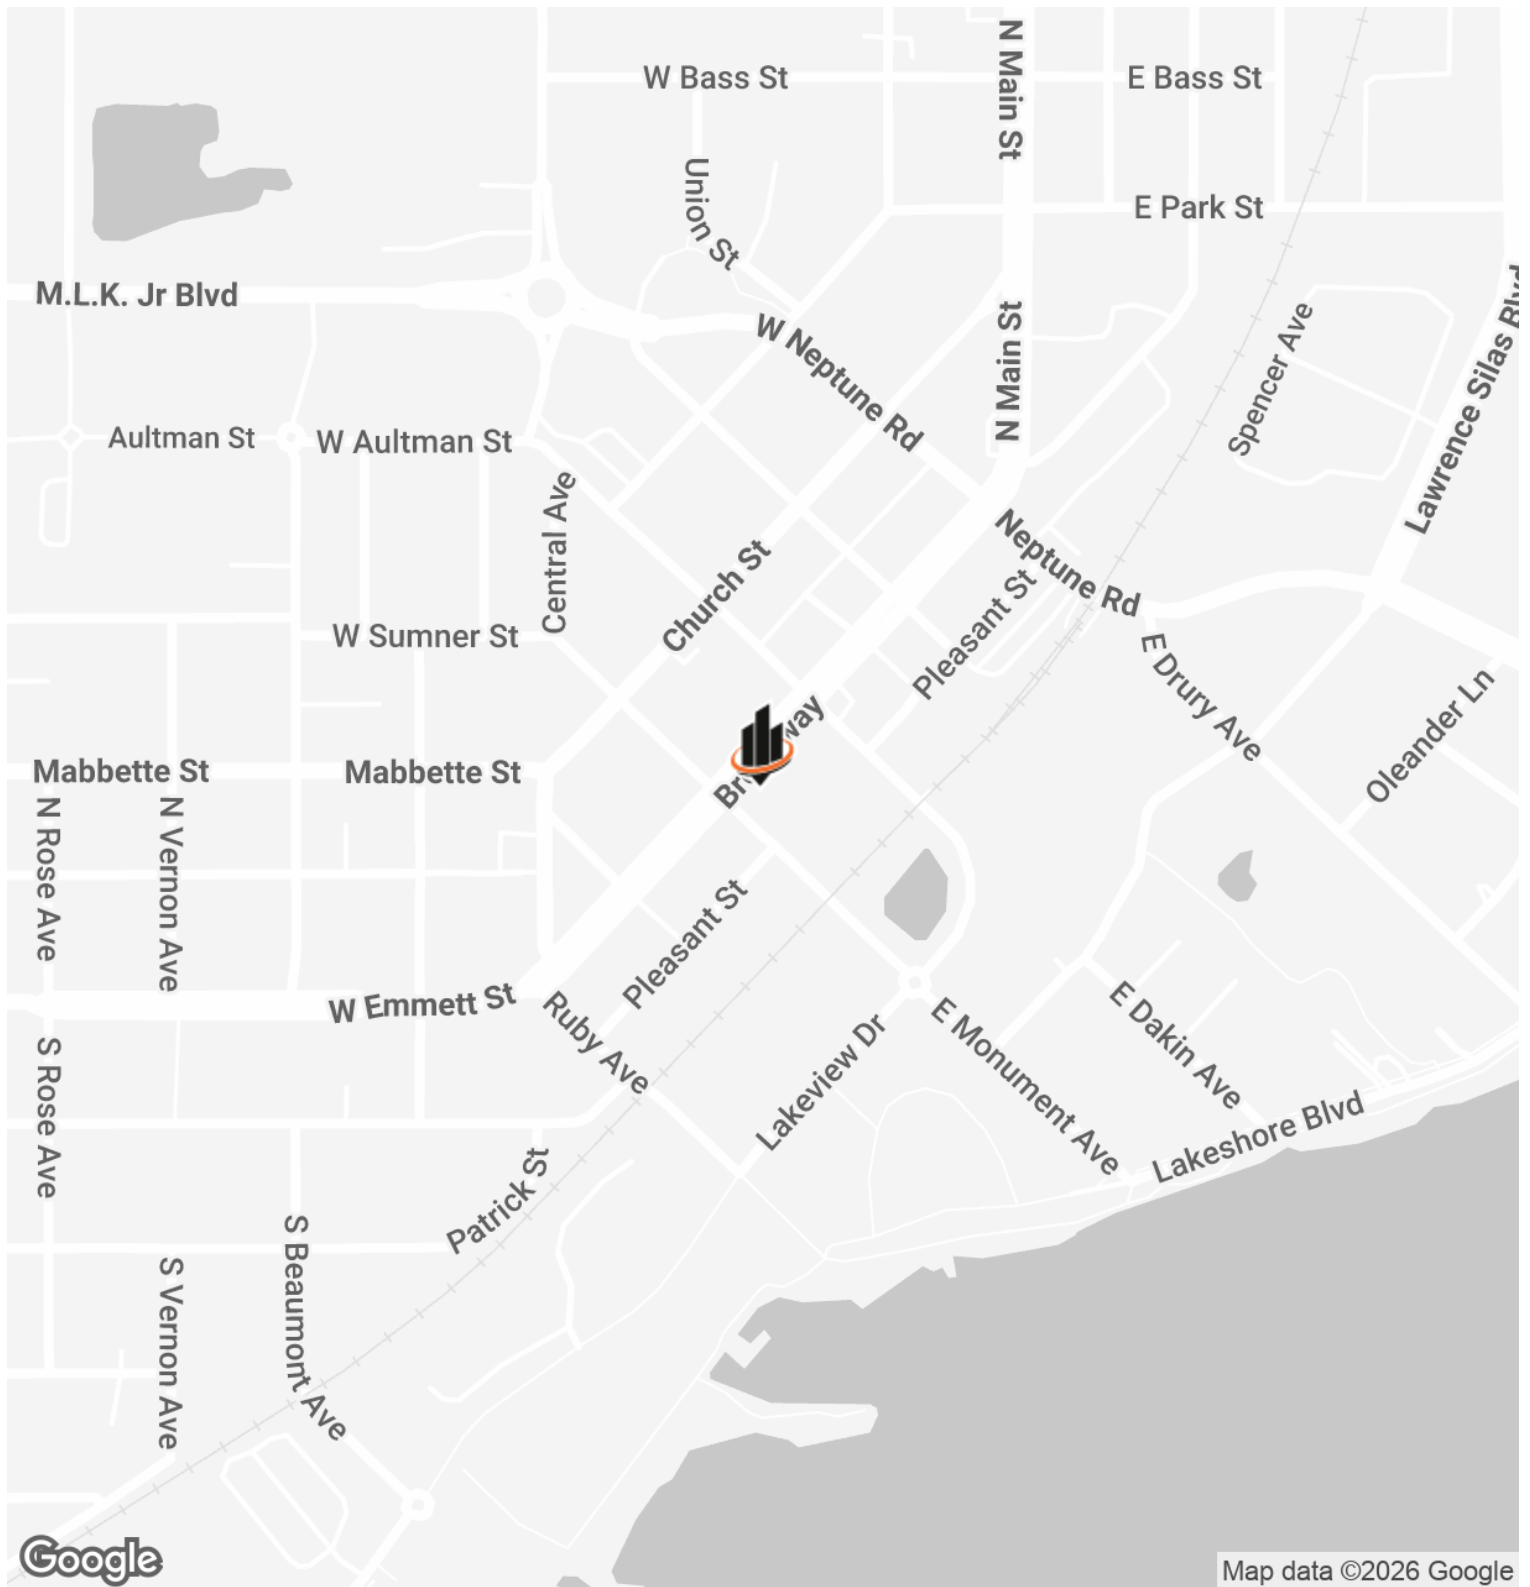 W Bass St
N Main St
E Bass St
Union St
E Park St
M.L.K. Jr Blvd
W Neptune Rd
N Main St
Spencer Ave
Lawrence Silas Blvd
Aultman St
W Aultman St
Central Ave
Church St
Neptune Rd
Pleasant St
W Sumner St
E Drury Ave
Oleander Ln
Mabbette St
Mabbette St
N Rose Ave
N Vernon Ave
Pleasant St
W Emmett St
Ruby Ave
Lakeview Dr
E Monument Ave
E Dakin Ave
S Rose Ave
Lakeshore Blvd
Patrick St
S Beaumont Ave
S Vernon Ave
Google
Map data ©2026 Google